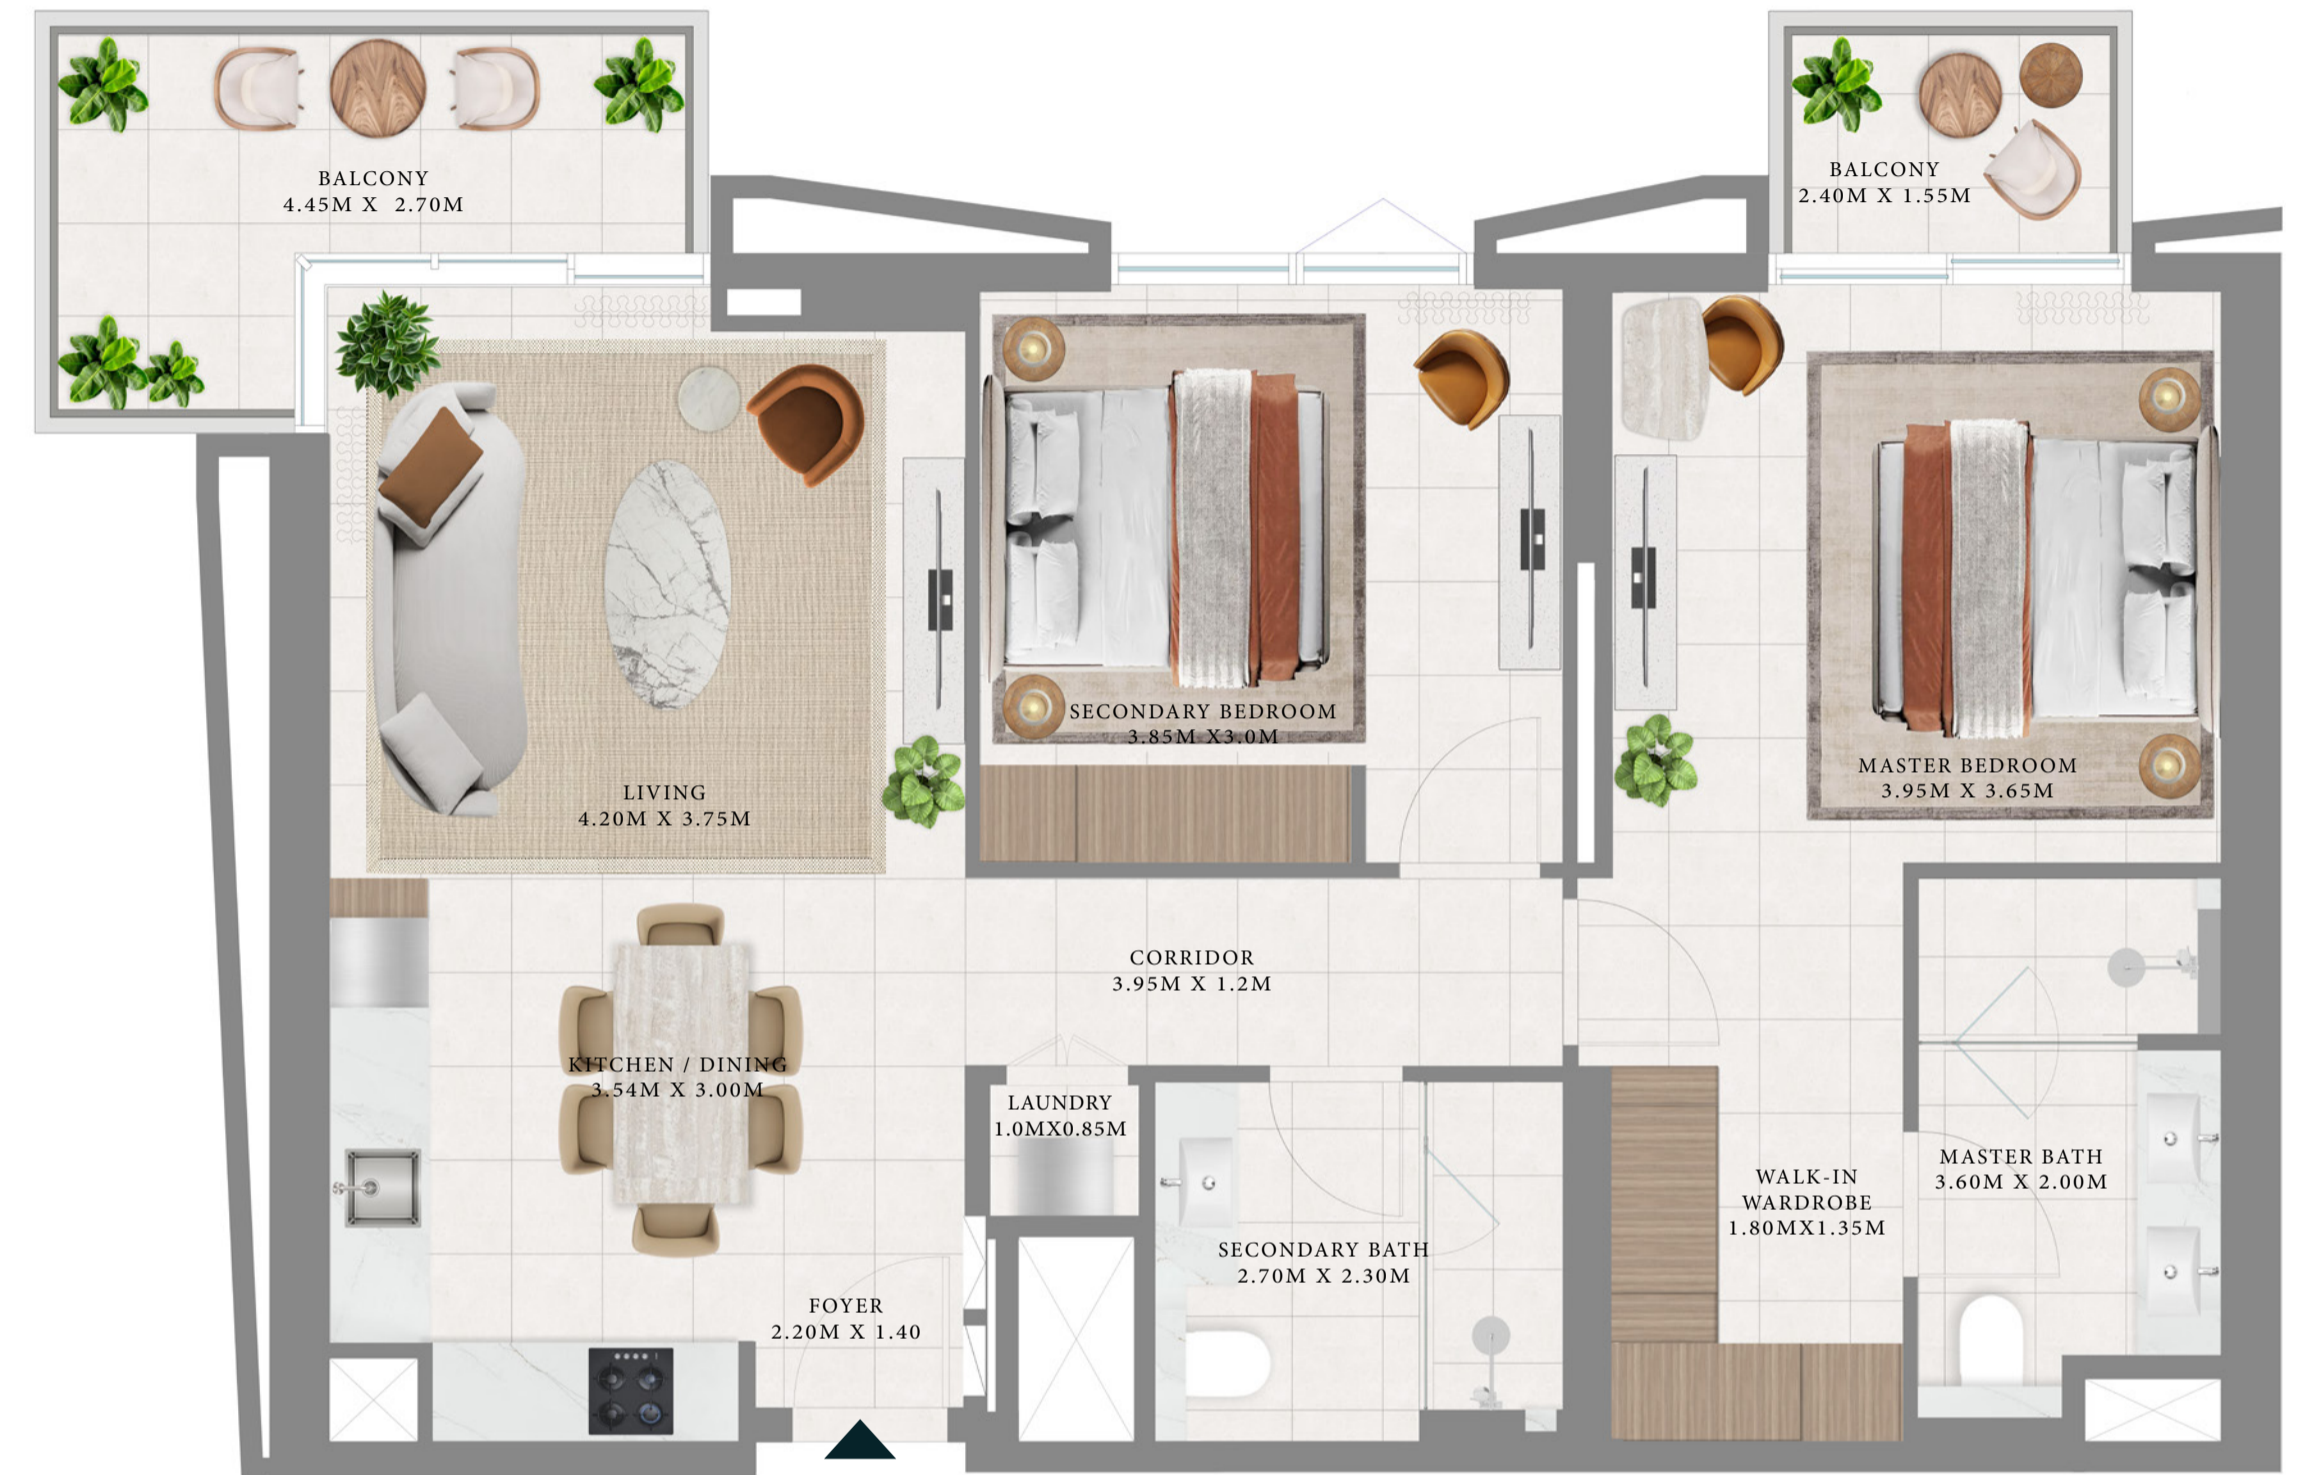 BALCONY
4.45M X 2.70M
BALCONY
2.40M X 1.55M
SECONDARY BEDROOM
3.85M X3.0M
MASTER BEDROOM
3.95M X 3.65M
LIVING
4.20M X 3.75M
CORRIDOR
3.95M X 1.2M
KITCHEN / DINING
3.54M X 3.00M
LAUNDRY
1.0MX0.85M
MASTER BATH
3.60M X 2.00M
WALK-IN
WARDROBE
1.80MX1.35M
SECONDARY BATH
2.70M X 2.30M
FOYER
2.20M X 1.40